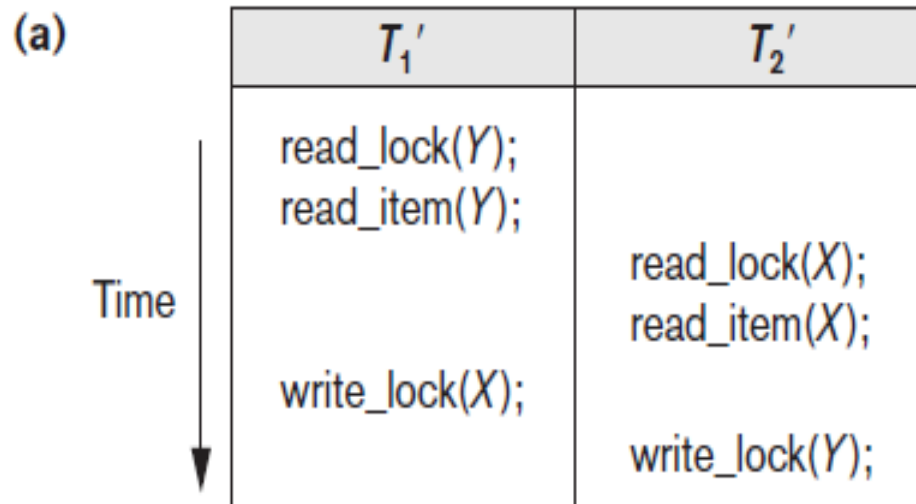 (a)
T₁′ T₂′
read_lock(Y);
read_item(Y);
read_lock(X);
Time
read_item(X);
write_lock(X);
write_lock(Y);